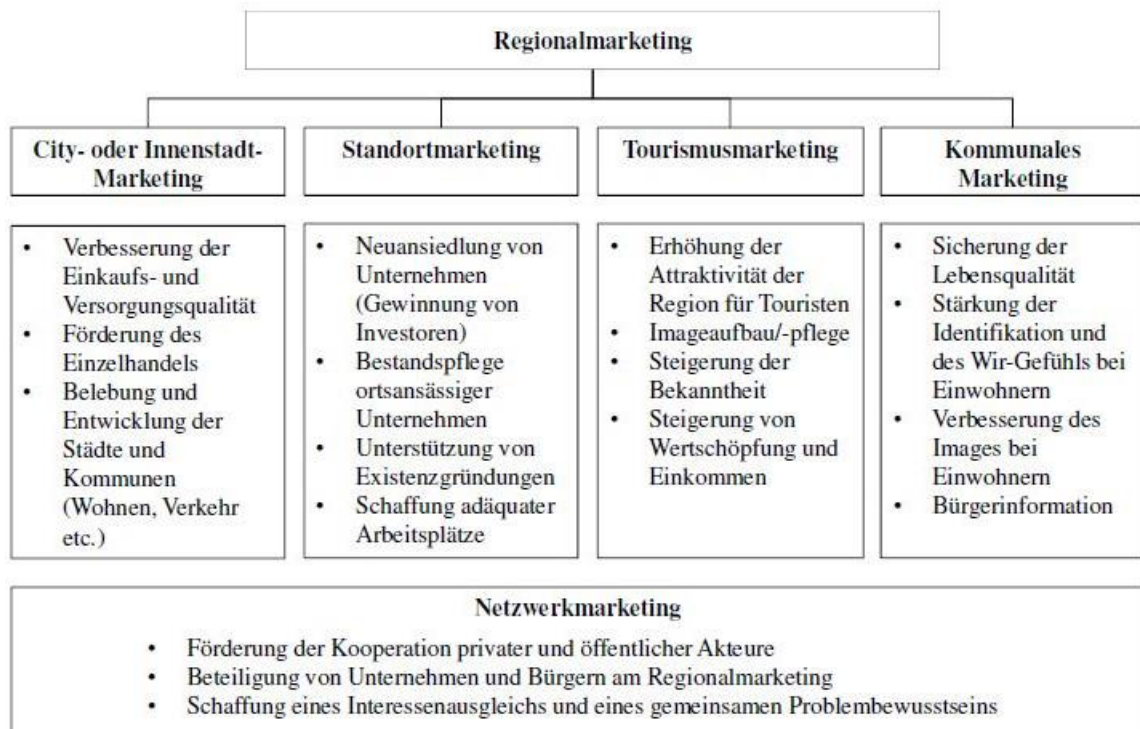 Regionalmarketing
City- oder Innenstadt-
Marketing
Standortmarketing
Tourismusmarketing
Kommunales
Marketing
• Verbesserung der
Einkaufs- und
Versorgungsqualität
• Förderung des
Einzelhandels
• Belebung und
Entwicklung der
Städte und
Kommunen
(Wohnen, Verkehr
etc.)
• Neuansiedlung von
Unternehmen
(Gewinnung von
Investoren)
• Bestandspflege
ortsansässiger
Unternehmen
• Unterstützung von
Existenzgründungen
• Schaffung adäquater
Arbeitsplätze
• Erhöhung der
Attraktivität der
Region für Touristen
• Imageaufbau/-pflege
• Steigerung der
Bekanntheit
• Steigerung von
Wertschöpfung und
Einkommen
• Sicherung der
Lebensqualität
• Stärkung der
Identifikation und
des Wir-Gefühls bei
Einwohnern
• Verbesserung des
Images bei
Einwohnern
• Bürgerinformation
Netzwerkmarketing
• Förderung der Kooperation privater und öffentlicher Akteure
• Beteiligung von Unternehmen und Bürgern am Regionalmarketing
• Schaffung eines Interessenausgleichs und eines gemeinsamen Problembewusstseins